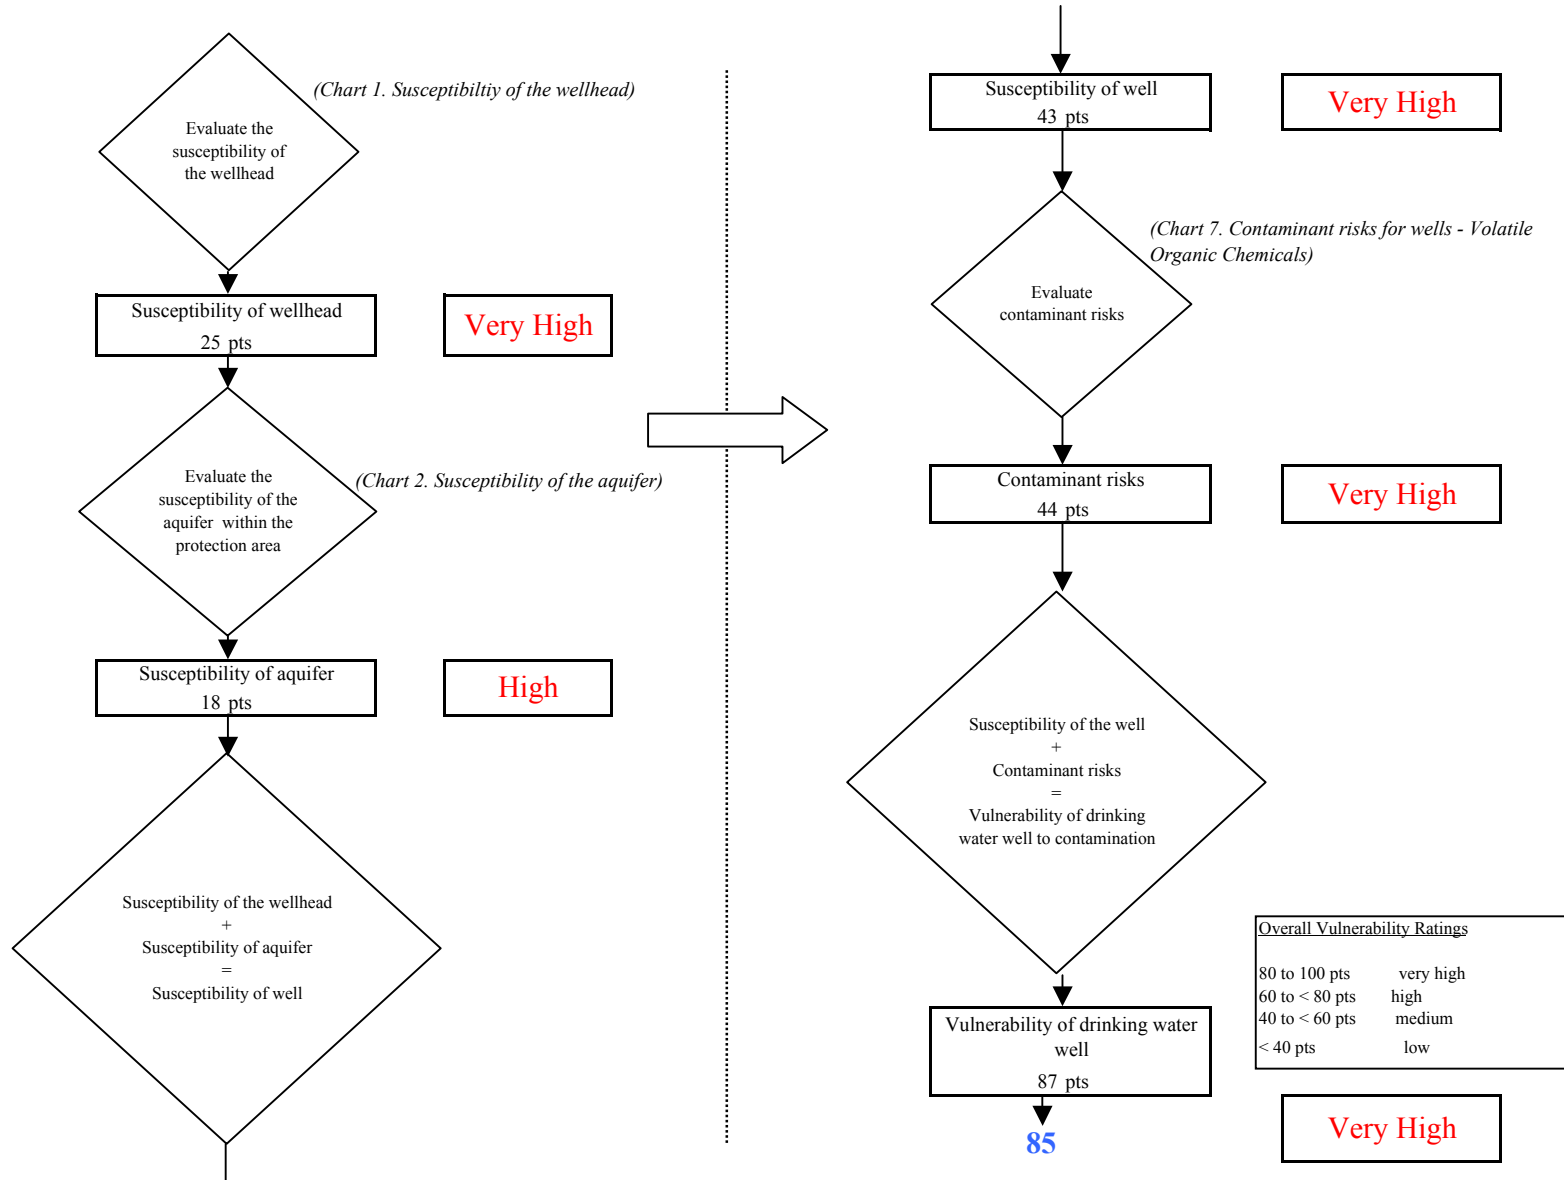 (Chart 1. Susceptibiltiy of the wellhead)
Evaluate the
susceptibility of
the wellhead
Susceptibility of wellhead
25 pts
Very High
Evaluate the
susceptibility of the
aquifer within the
protection area
(Chart 2. Susceptibility of the aquifer)
Susceptibility of aquifer
18 pts
High
Susceptibility of the wellhead
+
Susceptibility of aquifer
=
Susceptibility of well
Susceptibility of well
43 pts
Very High
(Chart 7. Contaminant risks for wells - Volatile
Organic Chemicals)
Evaluate
contaminant risks
Contaminant risks
44 pts
Very High
Susceptibility of the well
+
Contaminant risks
=
Vulnerability of drinking
water well to contamination
Overall Vulnerability Ratings
80 to 100 pts very high
60 to < 80 pts high
40 to < 60 pts medium
< 40 pts low
Vulnerability of drinking water
well
87 pts
85
Very High